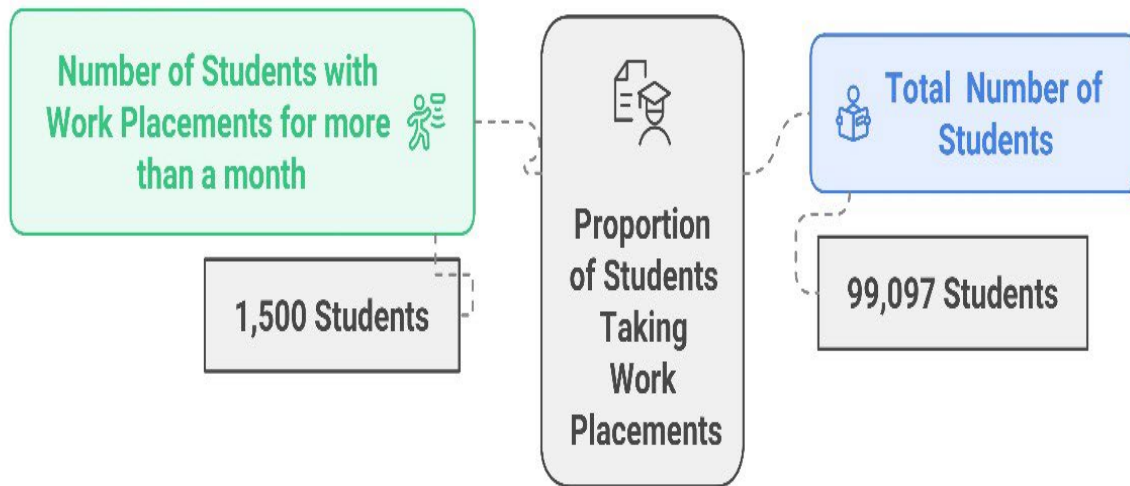 Number of Students with
Work Placements for more
than a month
1,500 Students
Proportion
of Students
Taking
Work
Placements
Total Number of
Students
99,097 Students